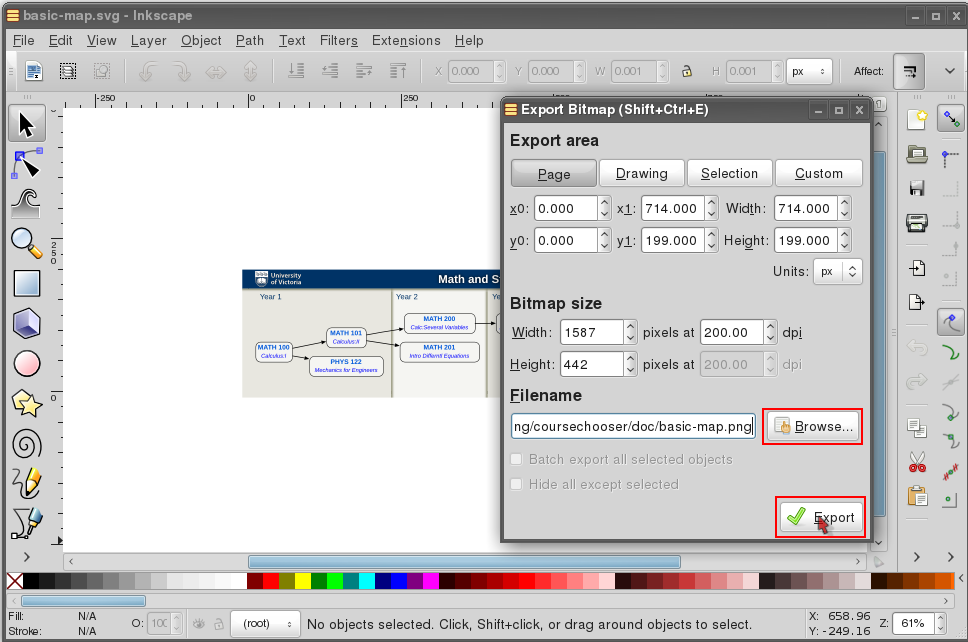 basic-map.svg - Inkscape
File Edit View Layer Object Path Text Filters Extensions Help
X 0.000 Y 0.000 W 0.001 H 0.001 px Affect:
-250 0 250
250
0
University
of Victoria
Math and S
Year 1 Year 2
MATH 200
Calc:Several Variables
MATH 101
Calculus:II
MATH 100
Calculus:I
MATH 201
Intro Differntl Equations
PHYS 122
Mechanics for Engineers
Export Bitmap (Shift+Ctrl+E)
Export area
Page Drawing Selection Custom
x0: 0.000 x1: 714.000 Width: 714.000
y0: 0.000 y1: 199.000 Height: 199.000
Units: px
Bitmap size
Width: 1587 pixels at 200.00 dpi
Height: 442 pixels at 200.00 dpi
Filename
ng/coursechooser/doc/basic-map.png Browse...
Batch export all selected objects
Hide all except selected
Export
Fill: N/A
Stroke: N/A
O: 100
(root)
No objects selected. Click, Shift+click, or drag around objects to select.
X: 658.96
Y: -249.16
Z: 61%